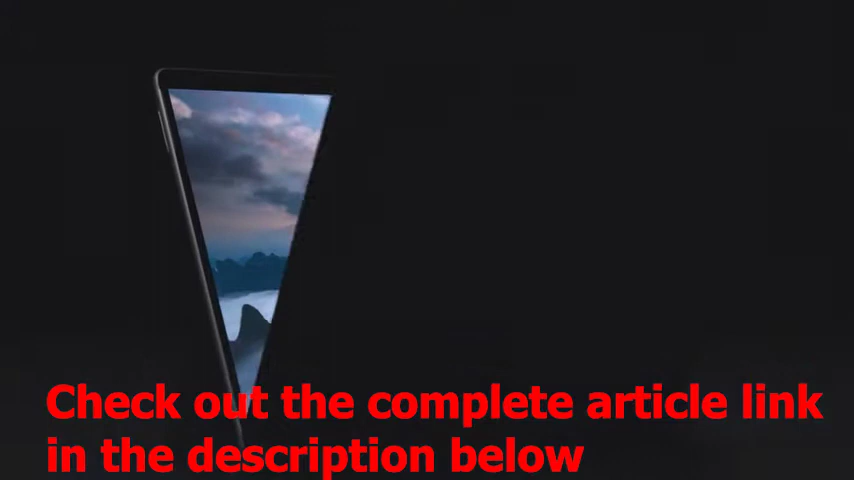 Check out the complete article link
in the description below